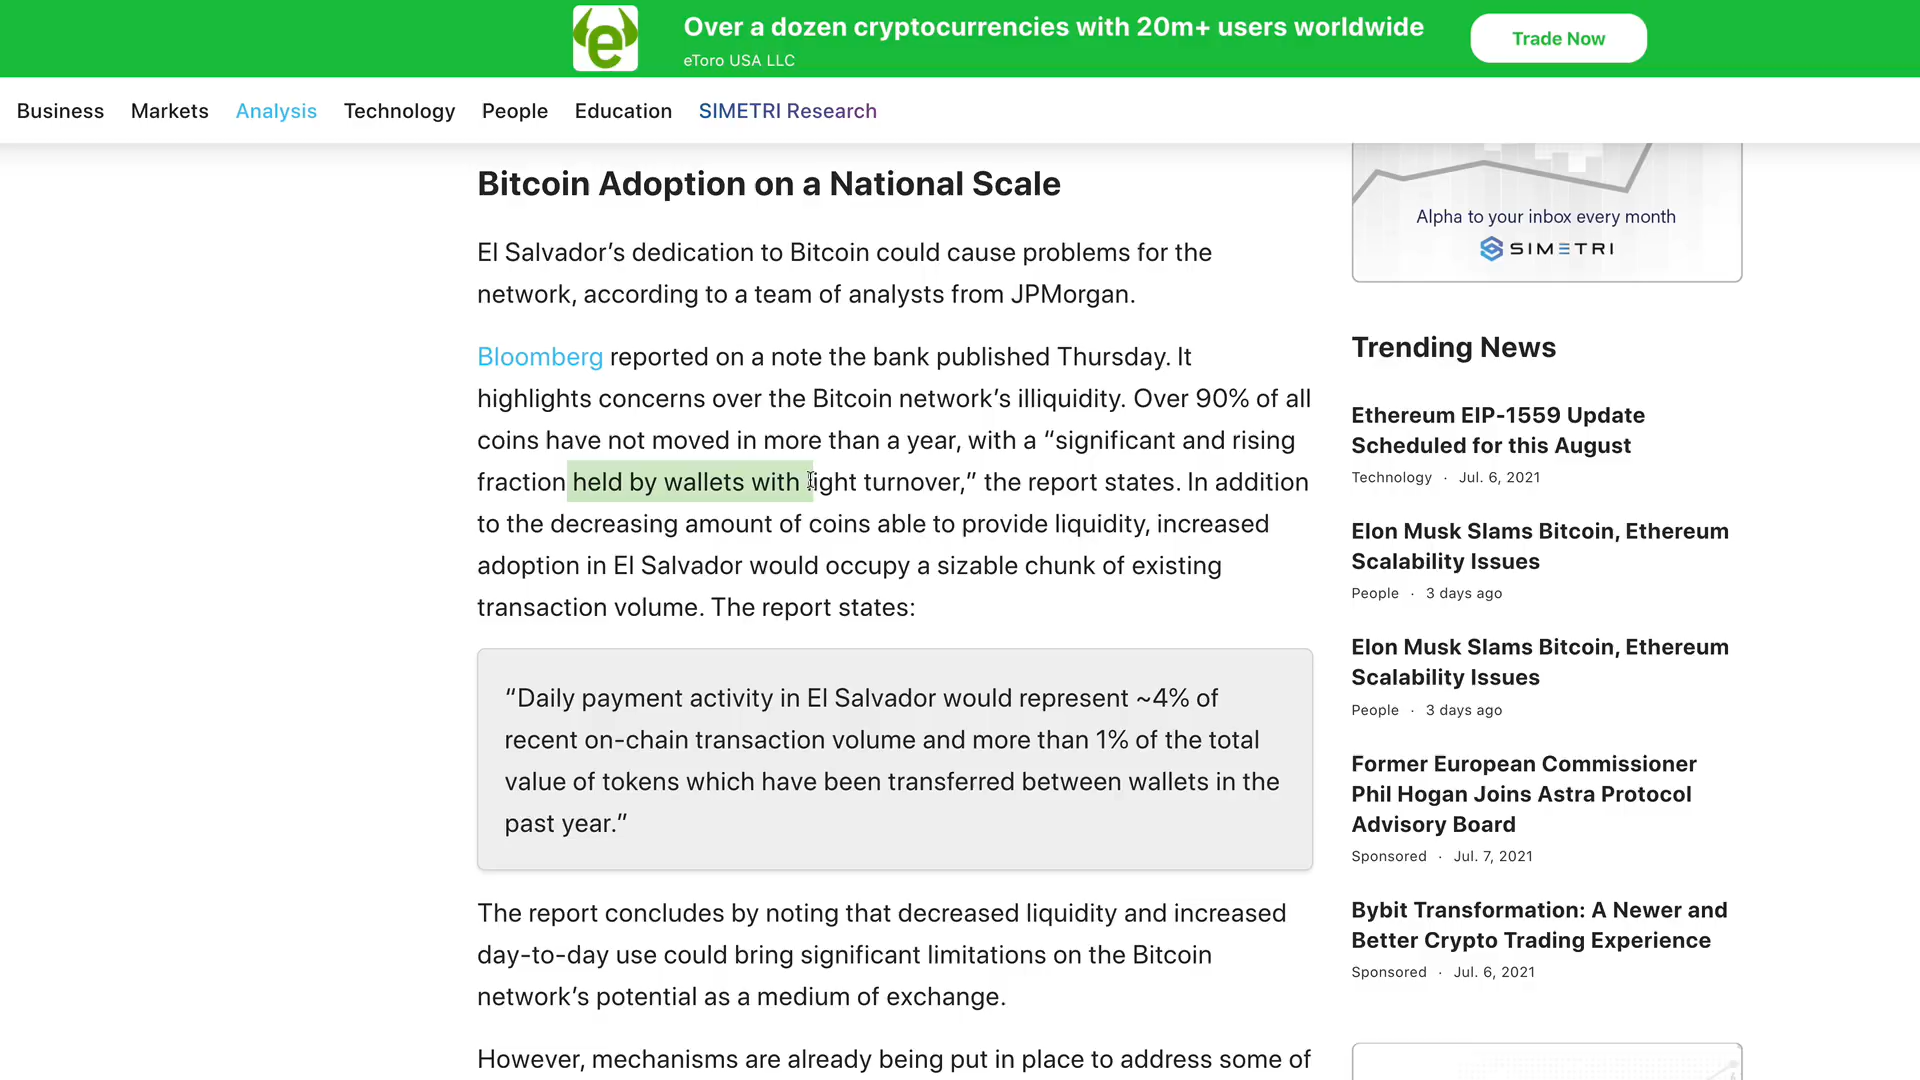 Over a dozen cryptocurrencies with 20m+ users worldwide
eToro USA LLC
Trade Now
Business Markets Analysis Technology People Education SIMETRI Research
Bitcoin Adoption on a National Scale
El Salvador’s dedication to Bitcoin could cause problems for the
network, according to a team of analysts from JPMorgan.
Bloomberg reported on a note the bank published Thursday. It
highlights concerns over the Bitcoin network’s illiquidity. Over 90% of all
coins have not moved in more than a year, with a “significant and rising
fraction held by wallets with light turnover,” the report states. In addition
to the decreasing amount of coins able to provide liquidity, increased
adoption in El Salvador would occupy a sizable chunk of existing
transaction volume. The report states:
“Daily payment activity in El Salvador would represent ~4% of
recent on-chain transaction volume and more than 1% of the total
value of tokens which have been transferred between wallets in the
past year.”
The report concludes by noting that decreased liquidity and increased
day-to-day use could bring significant limitations on the Bitcoin
network’s potential as a medium of exchange.
However, mechanisms are already being put in place to address some of
Alpha to your inbox every month
SIMETRI
Trending News
Ethereum EIP-1559 Update
Scheduled for this August
Technology · Jul. 6, 2021
Elon Musk Slams Bitcoin, Ethereum
Scalability Issues
People · 3 days ago
Elon Musk Slams Bitcoin, Ethereum
Scalability Issues
People · 3 days ago
Former European Commissioner
Phil Hogan Joins Astra Protocol
Advisory Board
Sponsored · Jul. 7, 2021
Bybit Transformation: A Newer and
Better Crypto Trading Experience
Sponsored · Jul. 6, 2021